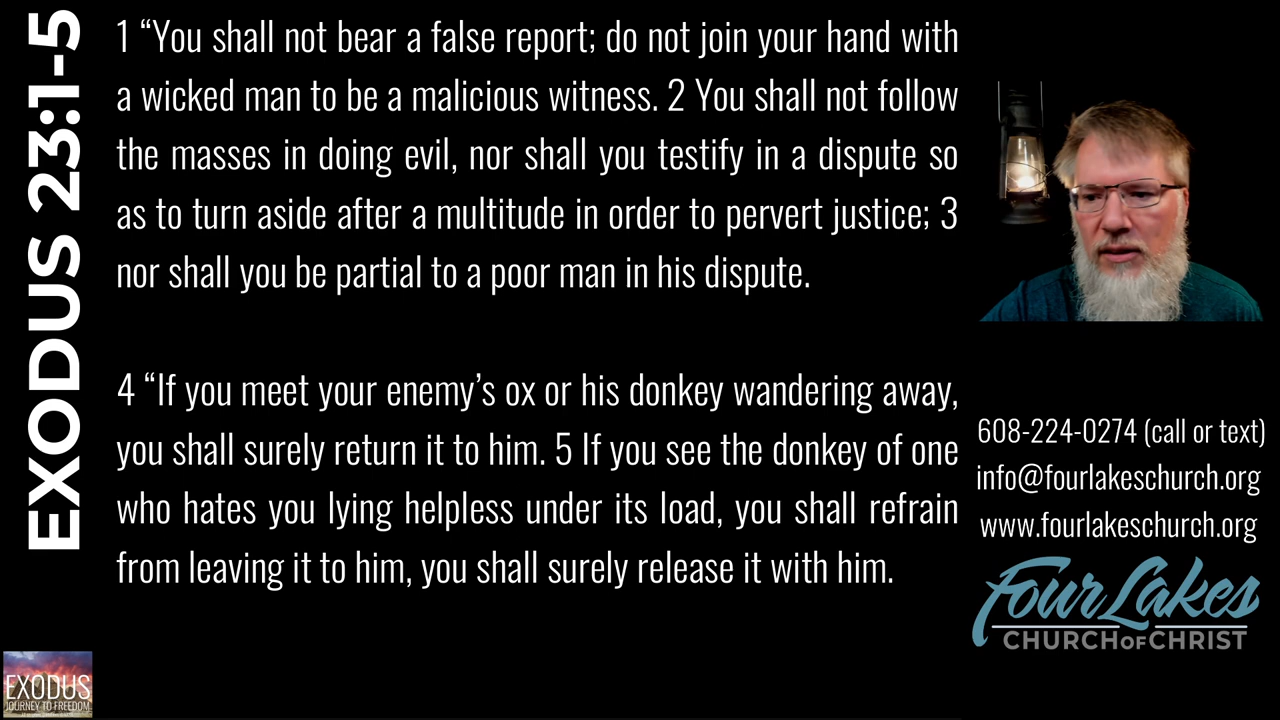 EXODUS 23:1-5
1 “You shall not bear a false report; do not join your hand with
a wicked man to be a malicious witness. 2 You shall not follow
the masses in doing evil, nor shall you testify in a dispute so
as to turn aside after a multitude in order to pervert justice; 3
nor shall you be partial to a poor man in his dispute.
4 “If you meet your enemy’s ox or his donkey wandering away,
you shall surely return it to him. 5 If you see the donkey of one
who hates you lying helpless under its load, you shall refrain
from leaving it to him, you shall surely release it with him.
608-224-0274 (call or text)
info@fourlakeschurch.org
www.fourlakeschurch.org
Four Lakes
CHURCH OF CHRIST
EXODUS
JOURNEY TO FREEDOM